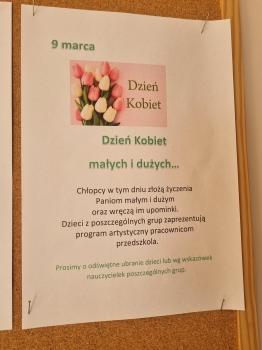 9 marca
Dzień
Kobiet
Dzień Kobiet
małych i dużych...
Chłopcy w tym dniu złożą życzenia
Paniom małym i dużym
oraz wręczą im upominki.
Dzieci z poszczególnych grup zaprezentują
program artystyczny pracownicom
przedszkola.
Prosimy o odświętne ubranie dzieci lub wg wskazówek
nauczycielek poszczególnych grup.